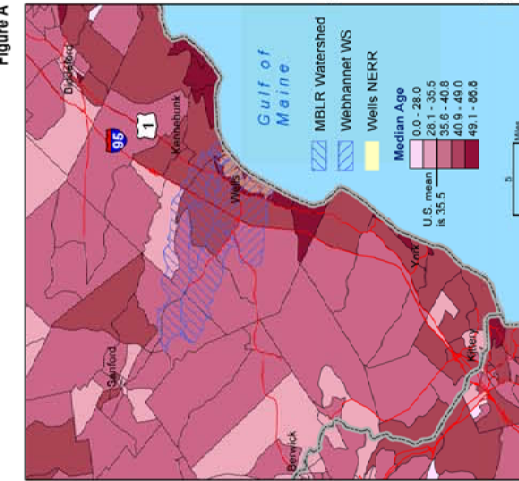 Figure A
Biddeford
95
1
Kennebunk
Sanford
Wells
York
Kittery
Berwick
Gulf of
Maine
MBLR Watershed
Webhannet WS
Wells NERR
Median Age
0.0 - 28.0
28.1 - 35.5
35.6 - 40.8
40.9 - 49.0
49.1 - 66.8
U.S. mean
is 35.5
5
Miles